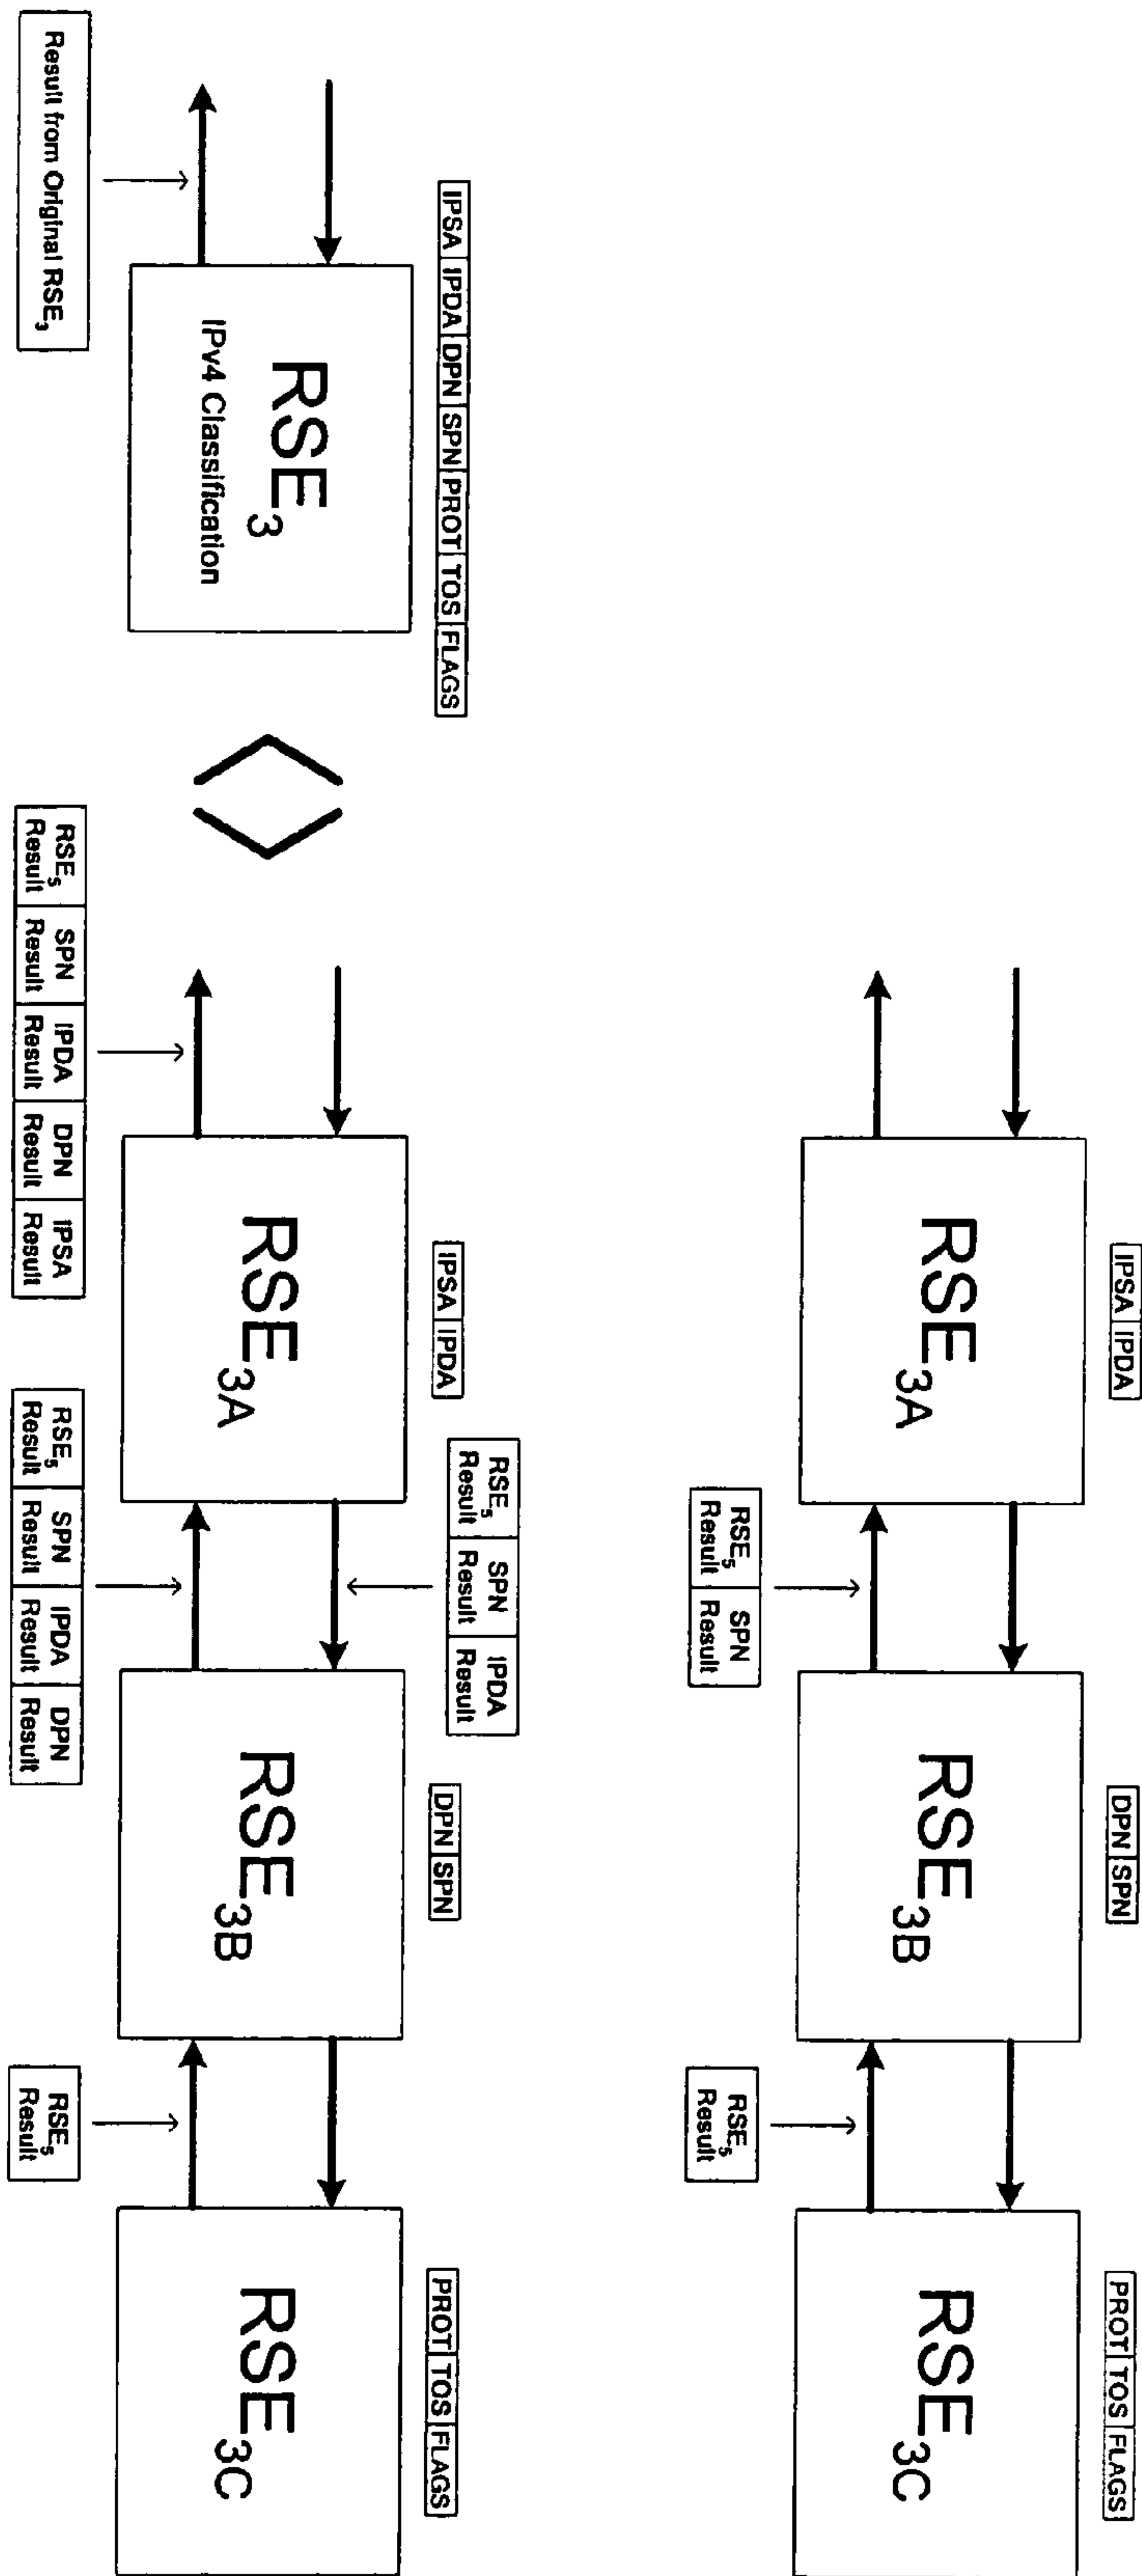 IPSA IPDA
DPN SPN
PROT TOS FLAGS
RSE3A
RSE3B
RSE3C
RSE5 SPN
Result Result
RSE5
Result
RSE5 SPN IPDA
Result Result Result
IPSA IPDA DPN SPN PROT TOS FLAGS
IPSA IPDA
DPN SPN
PROT TOS FLAGS
RSE3
IPv4 Classification
RSE3A
RSE3B
RSE3C
Result from Original RSE3
RSE5 SPN IPDA DPN IPSA
Result Result Result Result Result
RSE5 SPN IPDA DPN
Result Result Result Result
RSE5
Result